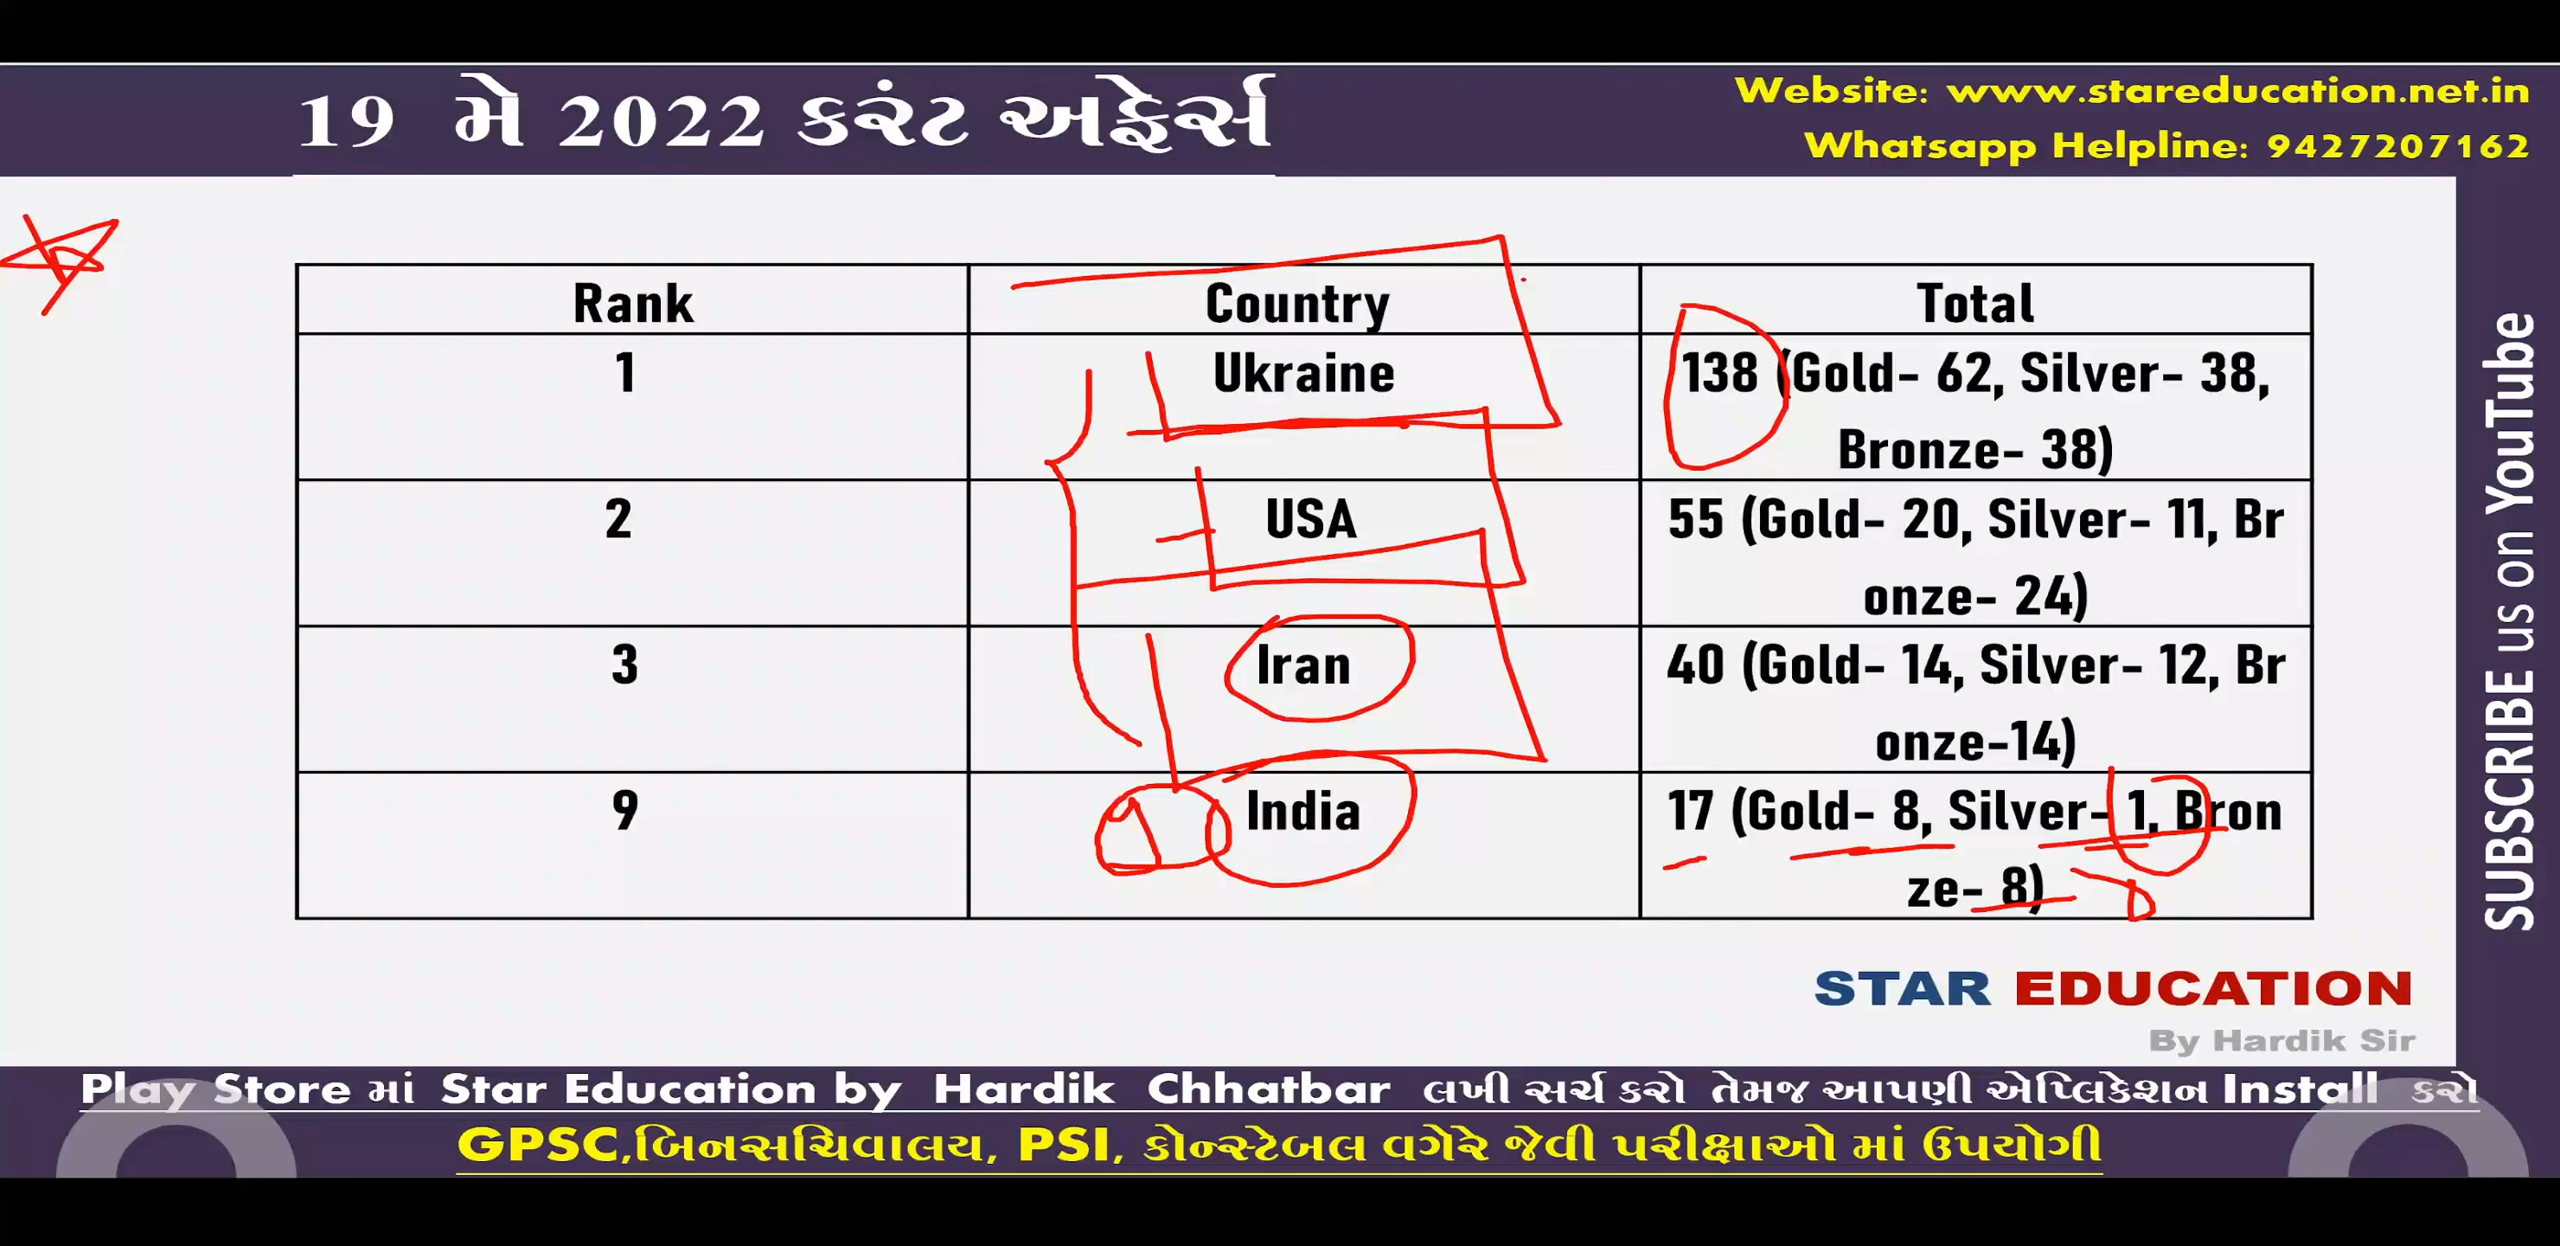 19 મે 2022 કરંટ અફેર્સ
Website: www.stareducation.net.in
Whatsapp Helpline: 9427207162
Rank Country Total
1 Ukraine 138 (Gold- 62, Silver- 38,
Bronze- 38)
2 USA 55 (Gold- 20, Silver- 11, Br
onze- 24)
3 Iran 40 (Gold- 14, Silver- 12, Br
onze-14)
9 India 17 (Gold- 8, Silver- 1, Bron
ze- 8)
SUBSCRIBE us on YouTube
STAR EDUCATION
By Hardik Sir
Play Store માં Star Education by Hardik Chhatbar લખી સર્ચ કરો તેમજ આપણી એપ્લિકેશન Install કરો
GPSC,બિનસચિવાલય, PSI, કોન્સ્ટેબલ વગેરે જેવી પરીક્ષાઓ માં ઉપયોગી